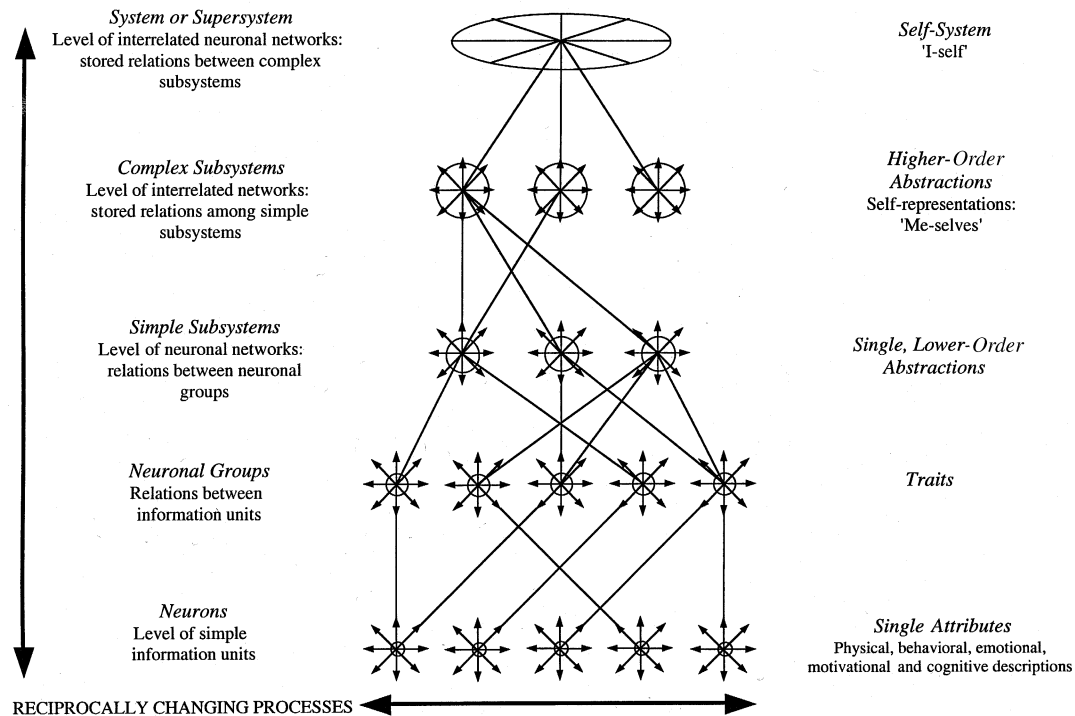 System or Supersystem
Level of interrelated neuronal networks:
stored relations between complex
subsystems
Self-System
'I-self'
Complex Subsystems
Level of interrelated networks:
stored relations among simple
subsystems
Higher-Order
Abstractions
Self-representations:
'Me-selves'
Simple Subsystems
Level of neuronal networks:
relations between neuronal
groups
Single, Lower-Order
Abstractions
Neuronal Groups
Relations between
information units
Traits
Neurons
Level of simple
information units
Single Attributes
Physical, behavioral, emotional,
motivational and cognitive descriptions
RECIPROCALLY CHANGING PROCESSES